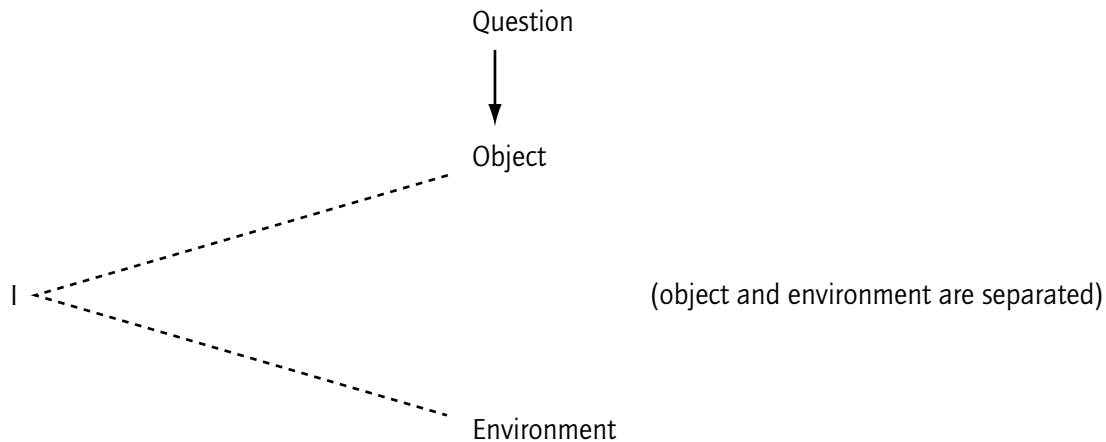 Question
Object
I
(object and environment are separated)
Environment